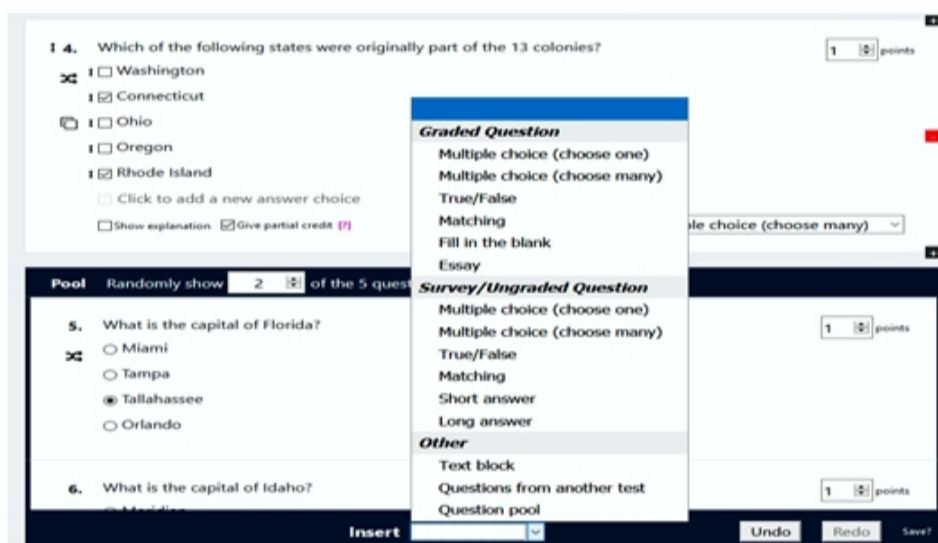 4. Which of the following states were originally part of the 13 colonies?
1 points
Washington
Connecticut
Ohio
Oregon
Rhode Island
Click to add a new answer choice
Show explanation Give partial credit [?]
ple choice (choose many)
Graded Question
Multiple choice (choose one)
Multiple choice (choose many)
True/False
Matching
Fill in the blank
Essay
Survey/Ungraded Question
Multiple choice (choose one)
Multiple choice (choose many)
True/False
Matching
Short answer
Long answer
Other
Text block
Questions from another test
Question pool
Pool Randomly show 2 of the 5 quest
5. What is the capital of Florida?
1 points
Miami
Tampa
Tallahassee
Orlando
6. What is the capital of Idaho?
1 points
Insert
Undo Redo Save?